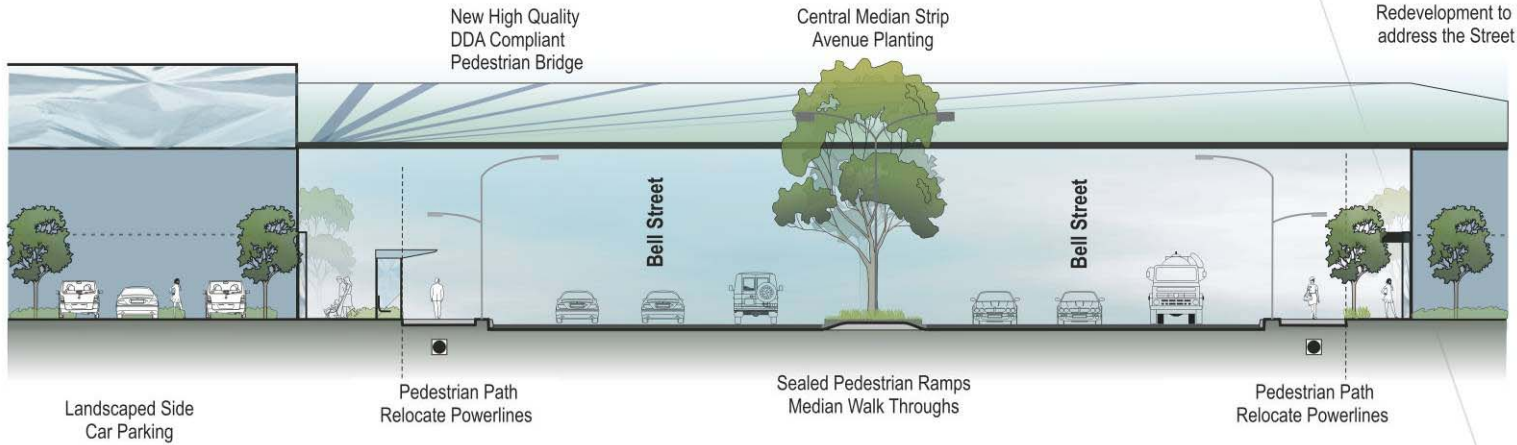 New High Quality
DDA Compliant
Pedestrian Bridge
Central Median Strip
Avenue Planting
Redevelopment to
address the Street
Bell Street
Bell Street
Landscaped Side
Car Parking
Pedestrian Path
Relocate Powerlines
Sealed Pedestrian Ramps
Median Walk Throughs
Pedestrian Path
Relocate Powerlines